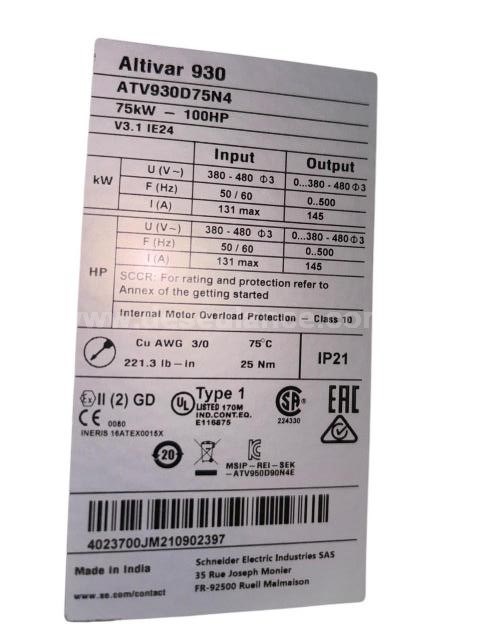 Altivar 930
ATV930D75N4
75kW – 100HP
V3.1 IE24
Input Output
kW U (V~) 380 - 480 Φ3 0...380 - 480 Φ3
F (Hz) 50 / 60 0...500
I (A) 131 max 145
HP U (V~) 380 - 480 Φ3 0...380 - 480 Φ3
F (Hz) 50 / 60 0...500
I (A) 131 max 145
SCCR: For rating and protection refer to
Annex of the getting started
Internal Motor Overload Protection Class 10
Cu AWG 3/0 75°C
221.3 lb-in 25 Nm
IP21
Ex II (2) GD
CE 0080
INERIS 16ATEX0015X
UL Type 1
LISTED 170M
IND.CONT.EQ.
E116875
SA
224330
EAC
20
MSIP-REI-SEK
-ATV950D90N4E
4023700JM210902397
Made in India
www.se.com/contact
Schneider Electric Industries SAS
35 Rue Joseph Monier
FR-92500 Rueil Malmaison